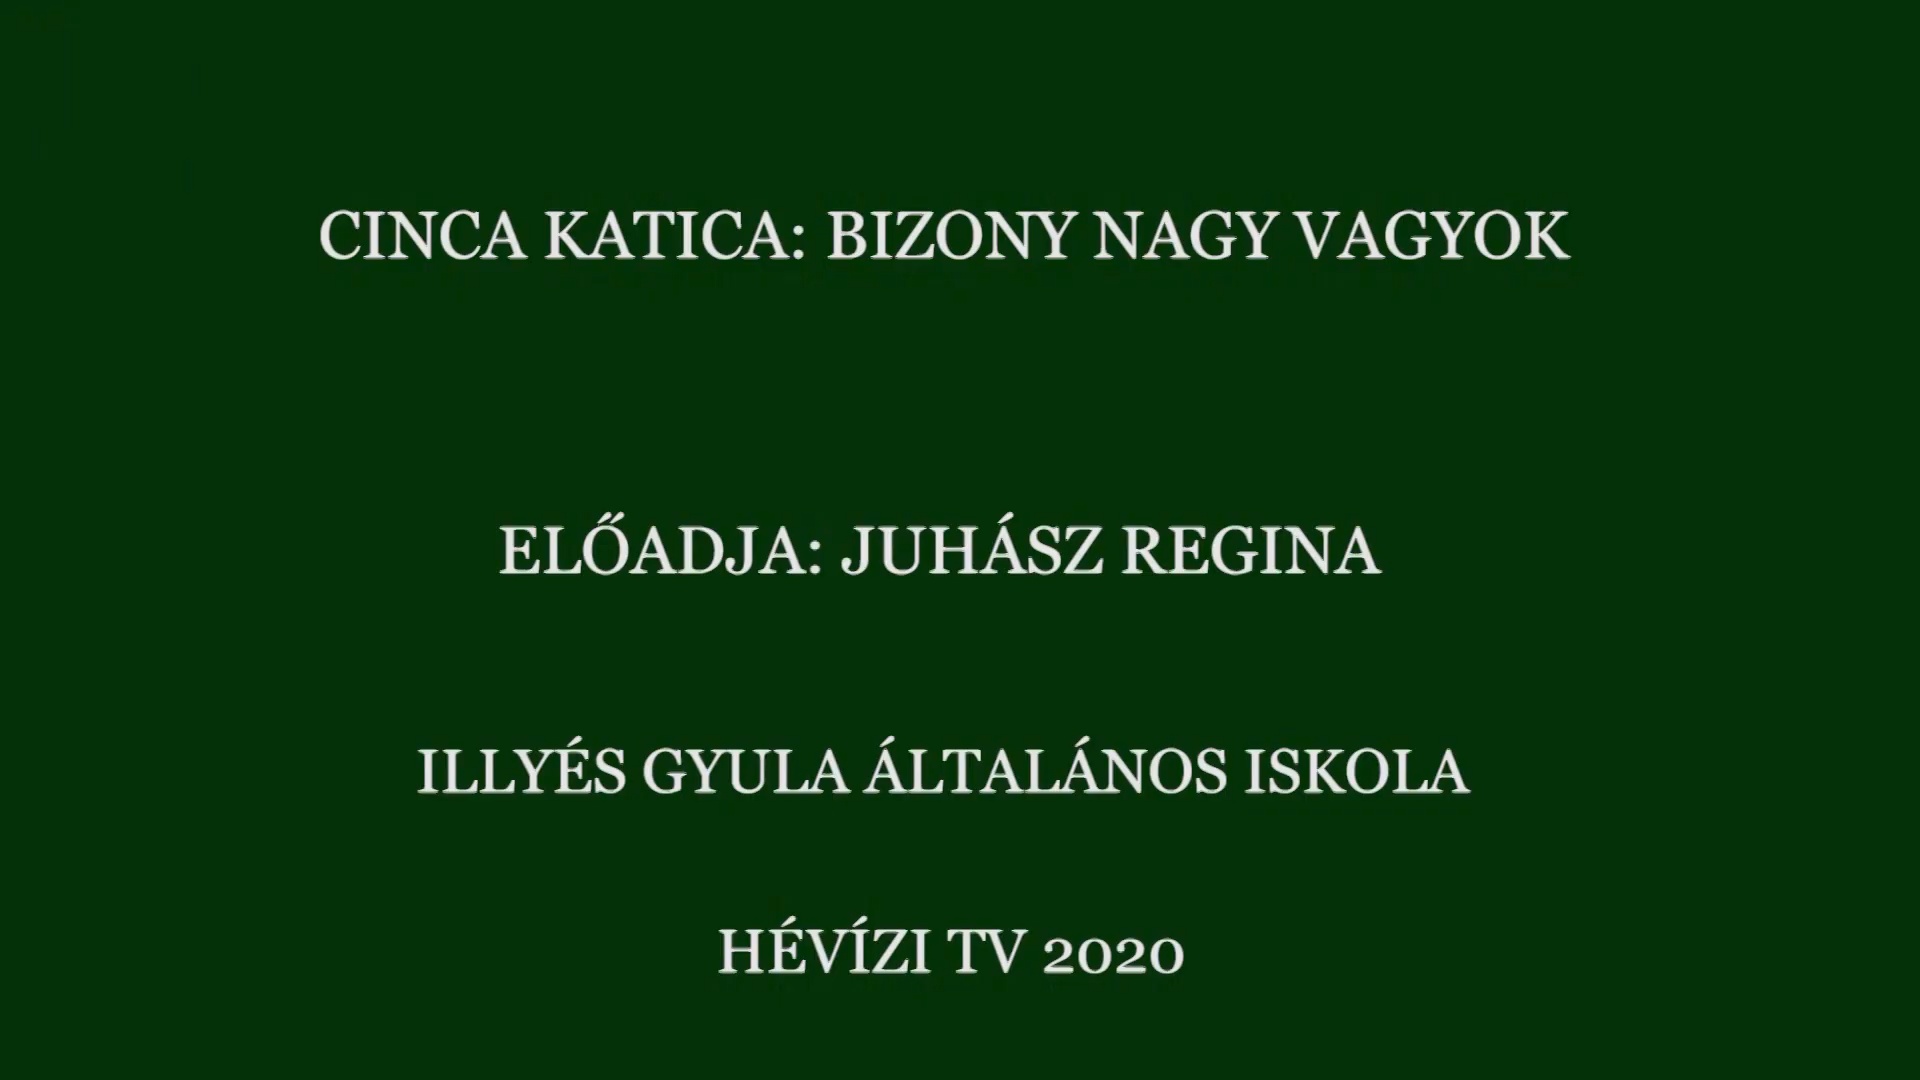 CINCA KATICA: BIZONY NAGY VAGYOK
ELŐADJA: JUHÁSZ REGINA
ILLYÉS GYULA ÁLTALÁNOS ISKOLA
HÉVÍZI TV 2020